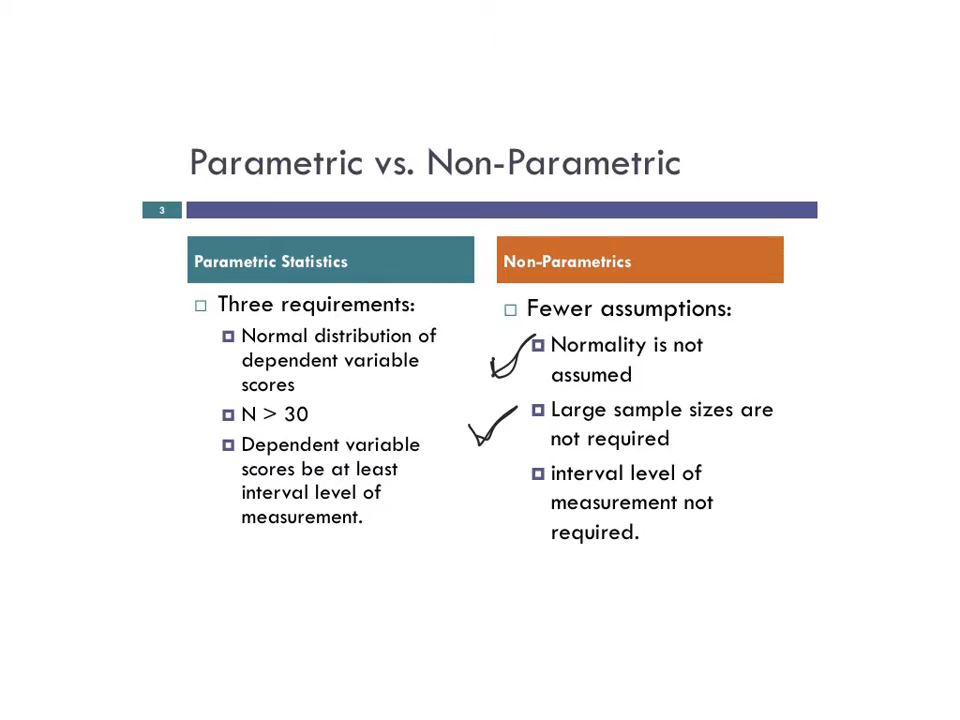 Parametric vs. Non-Parametric
3
Parametric Statistics
Three requirements:
Normal distribution of
dependent variable
scores
N > 30
Dependent variable
scores be at least
interval level of
measurement.
Non-Parametrics
Fewer assumptions:
Normality is not
assumed
Large sample sizes are
not required
interval level of
measurement not
required.